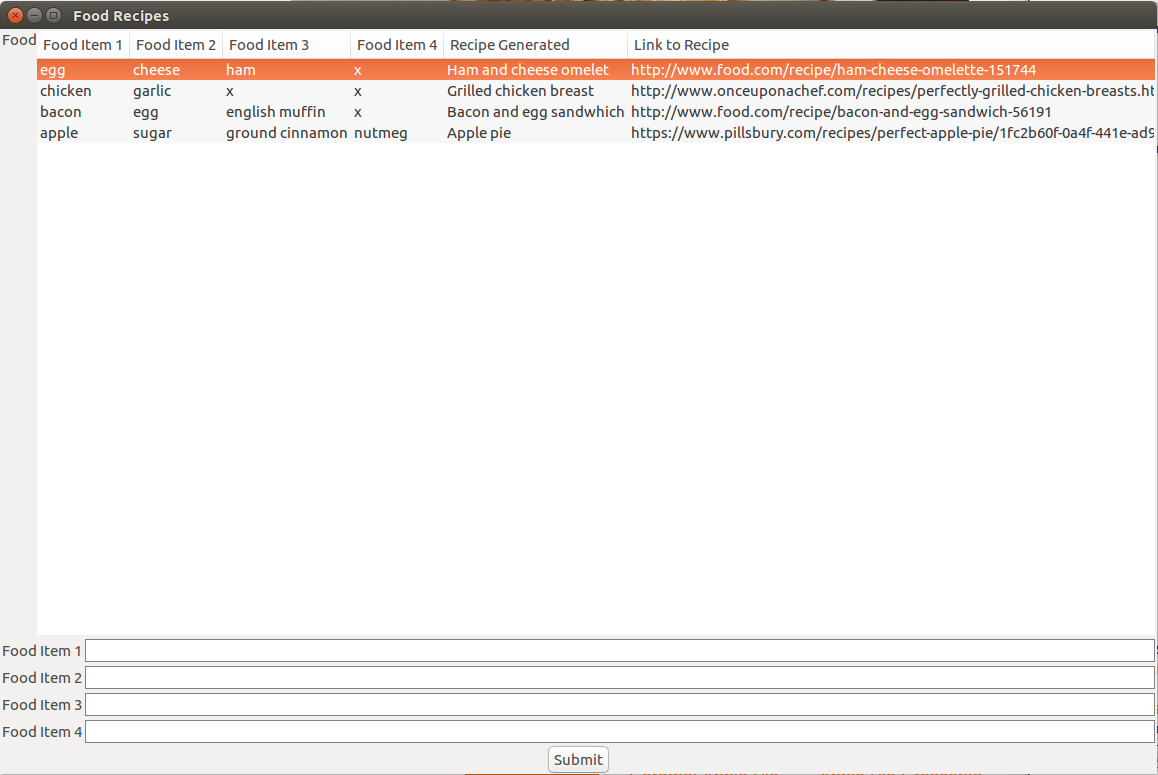 Food Recipes
Food
Food Item 1 Food Item 2 Food Item 3 Food Item 4 Recipe Generated Link to Recipe
egg cheese ham x Ham and cheese omelet http://www.food.com/recipe/ham-cheese-omelette-151744
chicken garlic x x Grilled chicken breast http://www.onceuponachef.com/recipes/perfectly-grilled-chicken-breasts.ht
bacon egg english muffin x Bacon and egg sandwhich http://www.food.com/recipe/bacon-and-egg-sandwich-56191
apple sugar ground cinnamon nutmeg Apple pie https://www.pillsbury.com/recipes/perfect-apple-pie/1fc2b60f-0a4f-441e-ad9
Food Item 1
Food Item 2
Food Item 3
Food Item 4
Submit